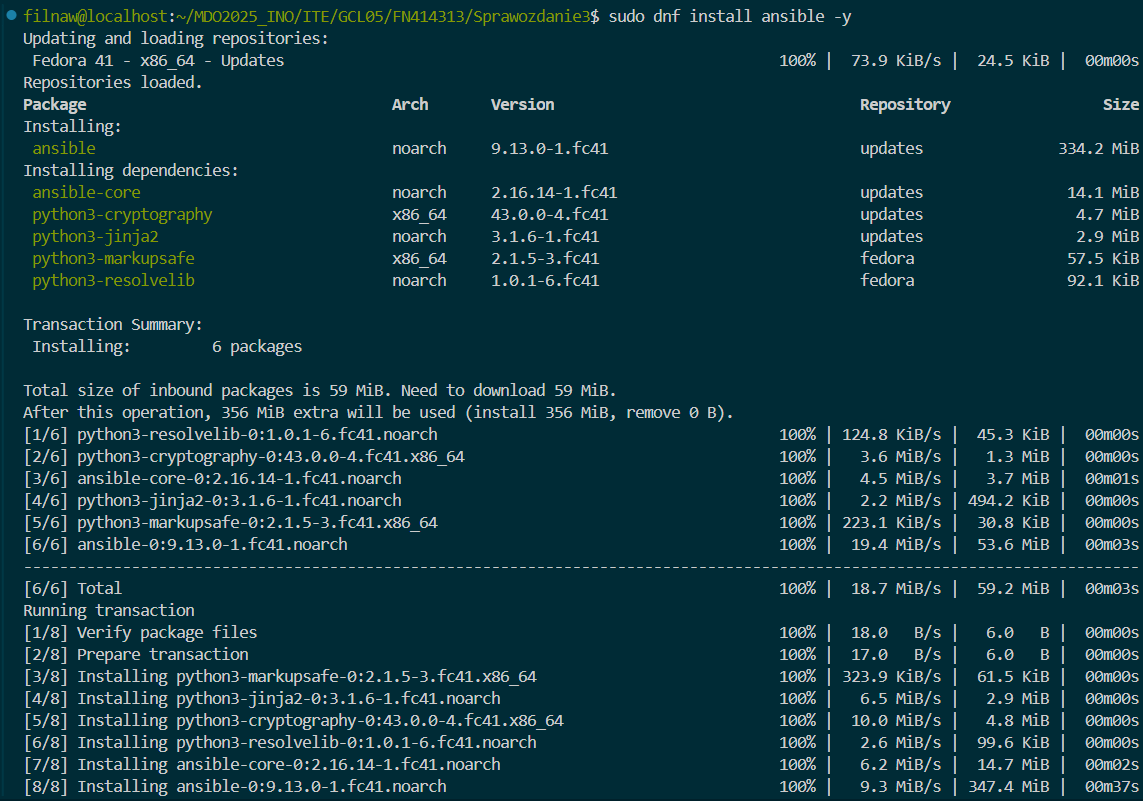 filnaw@localhost:~/MDO2025_INO/ITE/GCL05/FN414313/Sprawozdanie3$ sudo dnf install ansible -y
Updating and loading repositories:
Fedora 41 - x86_64 - Updates 100% | 73.9 KiB/s | 24.5 KiB | 00m00s
Repositories loaded.
Package Arch Version Repository Size
Installing:
ansible noarch 9.13.0-1.fc41 updates 334.2 MiB
Installing dependencies:
ansible-core noarch 2.16.14-1.fc41 updates 14.1 MiB
python3-cryptography x86_64 43.0.0-4.fc41 updates 4.7 MiB
python3-jinja2 noarch 3.1.6-1.fc41 updates 2.9 MiB
python3-markupsafe x86_64 2.1.5-3.fc41 fedora 57.5 KiB
python3-resolvelib noarch 1.0.1-6.fc41 fedora 92.1 KiB
Transaction Summary:
Installing: 6 packages
Total size of inbound packages is 59 MiB. Need to download 59 MiB.
After this operation, 356 MiB extra will be used (install 356 MiB, remove 0 B).
[1/6] python3-resolvelib-0:1.0.1-6.fc41.noarch 100% | 124.8 KiB/s | 45.3 KiB | 00m00s
[2/6] python3-cryptography-0:43.0.0-4.fc41.x86_64 100% | 3.6 MiB/s | 1.3 MiB | 00m00s
[3/6] ansible-core-0:2.16.14-1.fc41.noarch 100% | 4.5 MiB/s | 3.7 MiB | 00m01s
[4/6] python3-jinja2-0:3.1.6-1.fc41.noarch 100% | 2.2 MiB/s | 494.2 KiB | 00m00s
[5/6] python3-markupsafe-0:2.1.5-3.fc41.x86_64 100% | 223.1 KiB/s | 30.8 KiB | 00m00s
[6/6] ansible-0:9.13.0-1.fc41.noarch 100% | 19.4 MiB/s | 53.6 MiB | 00m03s
--------------------------------------------------------------------------------
[6/6] Total 100% | 18.7 MiB/s | 59.2 MiB | 00m03s
Running transaction
[1/8] Verify package files 100% | 18.0 B/s | 6.0 B | 00m00s
[2/8] Prepare transaction 100% | 17.0 B/s | 6.0 B | 00m00s
[3/8] Installing python3-markupsafe-0:2.1.5-3.fc41.x86_64 100% | 323.9 KiB/s | 61.5 KiB | 00m00s
[4/8] Installing python3-jinja2-0:3.1.6-1.fc41.noarch 100% | 6.5 MiB/s | 2.9 MiB | 00m00s
[5/8] Installing python3-cryptography-0:43.0.0-4.fc41.x86_64 100% | 10.0 MiB/s | 4.8 MiB | 00m00s
[6/8] Installing python3-resolvelib-0:1.0.1-6.fc41.noarch 100% | 2.6 MiB/s | 99.6 KiB | 00m00s
[7/8] Installing ansible-core-0:2.16.14-1.fc41.noarch 100% | 6.2 MiB/s | 14.7 MiB | 00m02s
[8/8] Installing ansible-0:9.13.0-1.fc41.noarch 100% | 9.3 MiB/s | 347.4 MiB | 00m37s